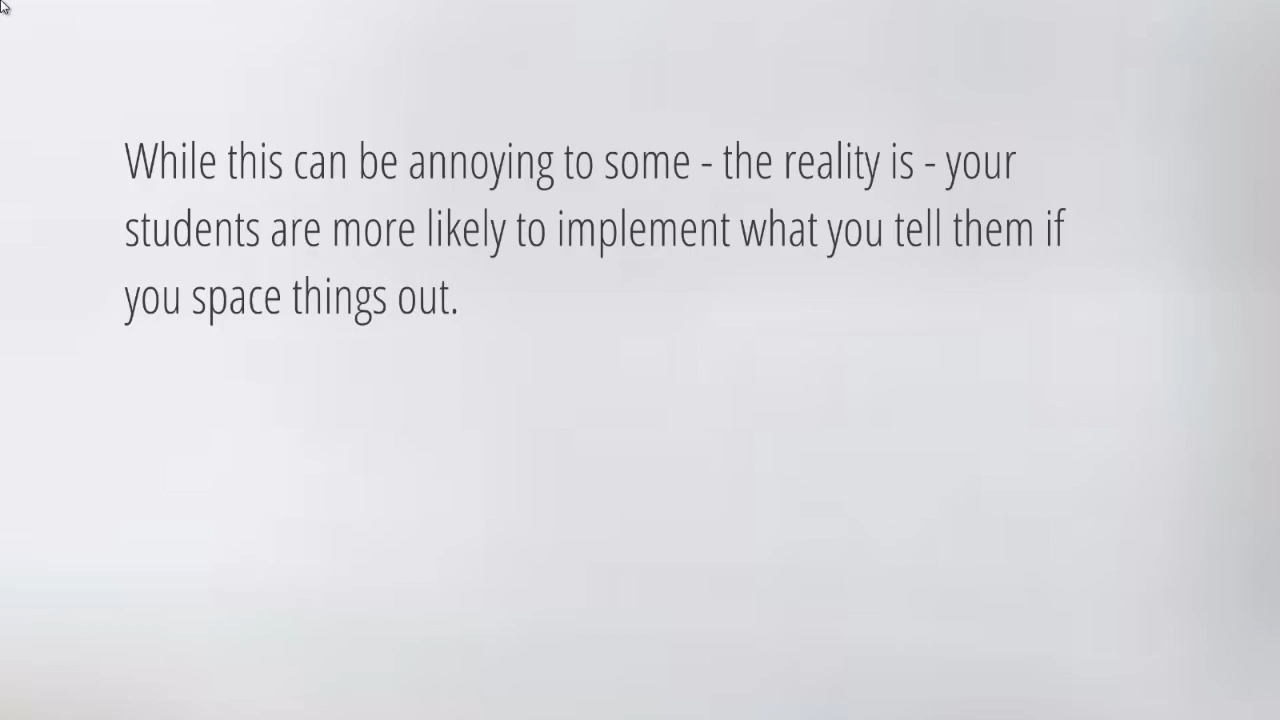 While this can be annoying to some - the reality is - your
students are more likely to implement what you tell them if
you space things out.